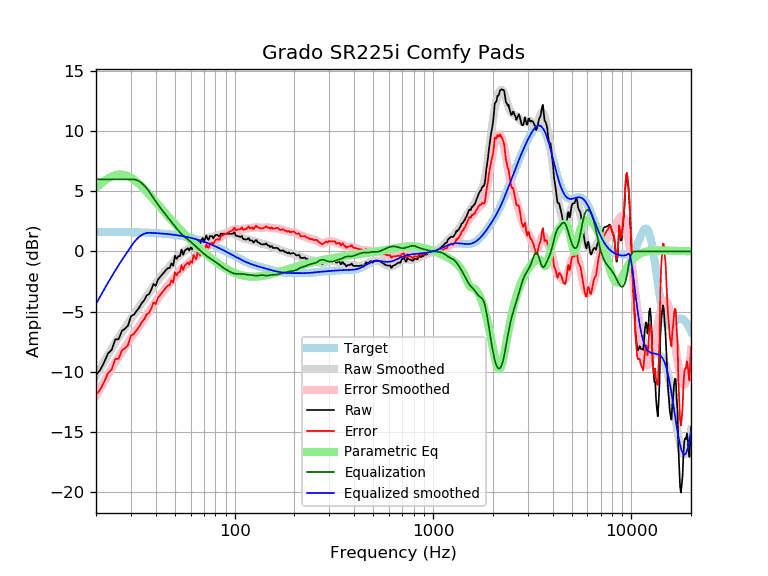 Grado SR225i Comfy Pads
15
10
5
0
−5
−10
−15
−20
Amplitude (dBr)
Target
Raw Smoothed
Error Smoothed
Raw
Error
Parametric Eq
Equalization
Equalized smoothed
100
1000
10000
Frequency (Hz)